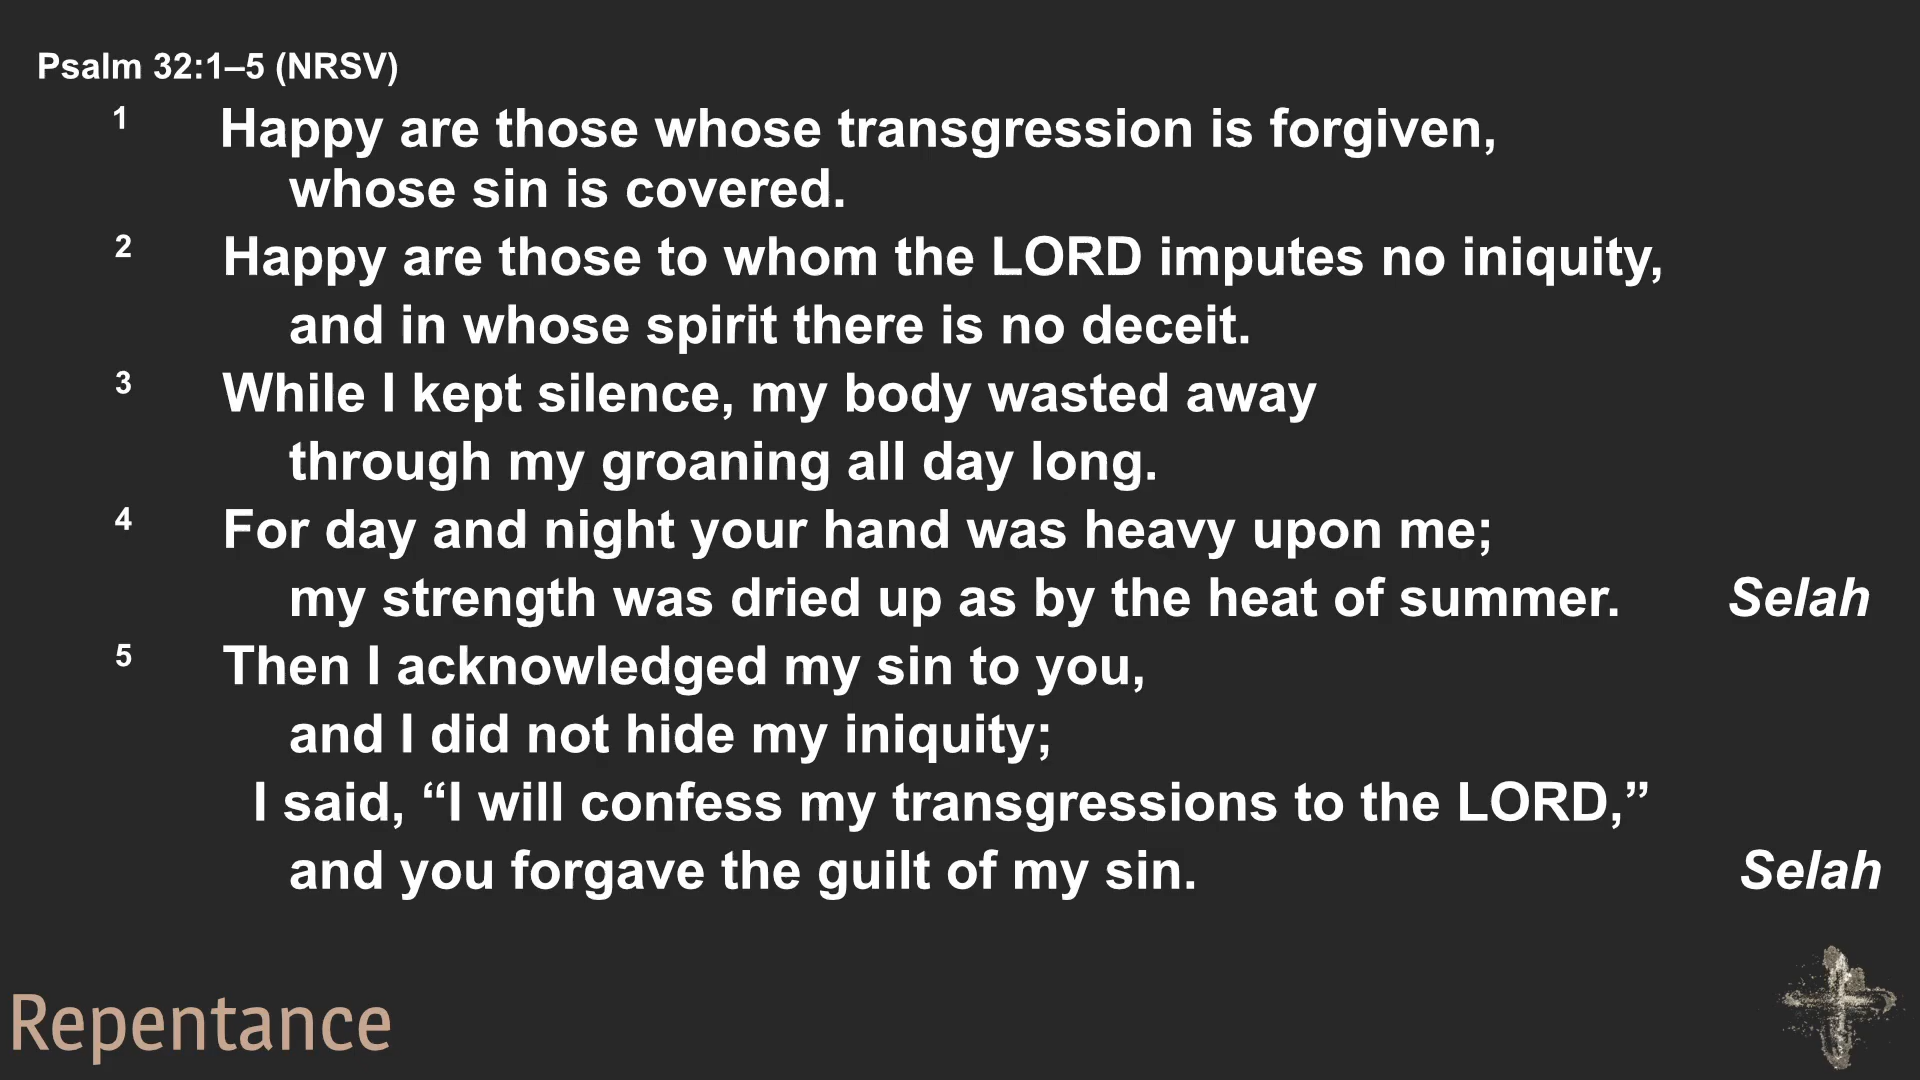 Psalm 32:1–5 (NRSV)
1 Happy are those whose transgression is forgiven,
whose sin is covered.
2 Happy are those to whom the LORD imputes no iniquity,
and in whose spirit there is no deceit.
3 While I kept silence, my body wasted away
through my groaning all day long.
4 For day and night your hand was heavy upon me;
my strength was dried up as by the heat of summer. Selah
5 Then I acknowledged my sin to you,
and I did not hide my iniquity;
I said, “I will confess my transgressions to the LORD,”
and you forgave the guilt of my sin. Selah
Repentance